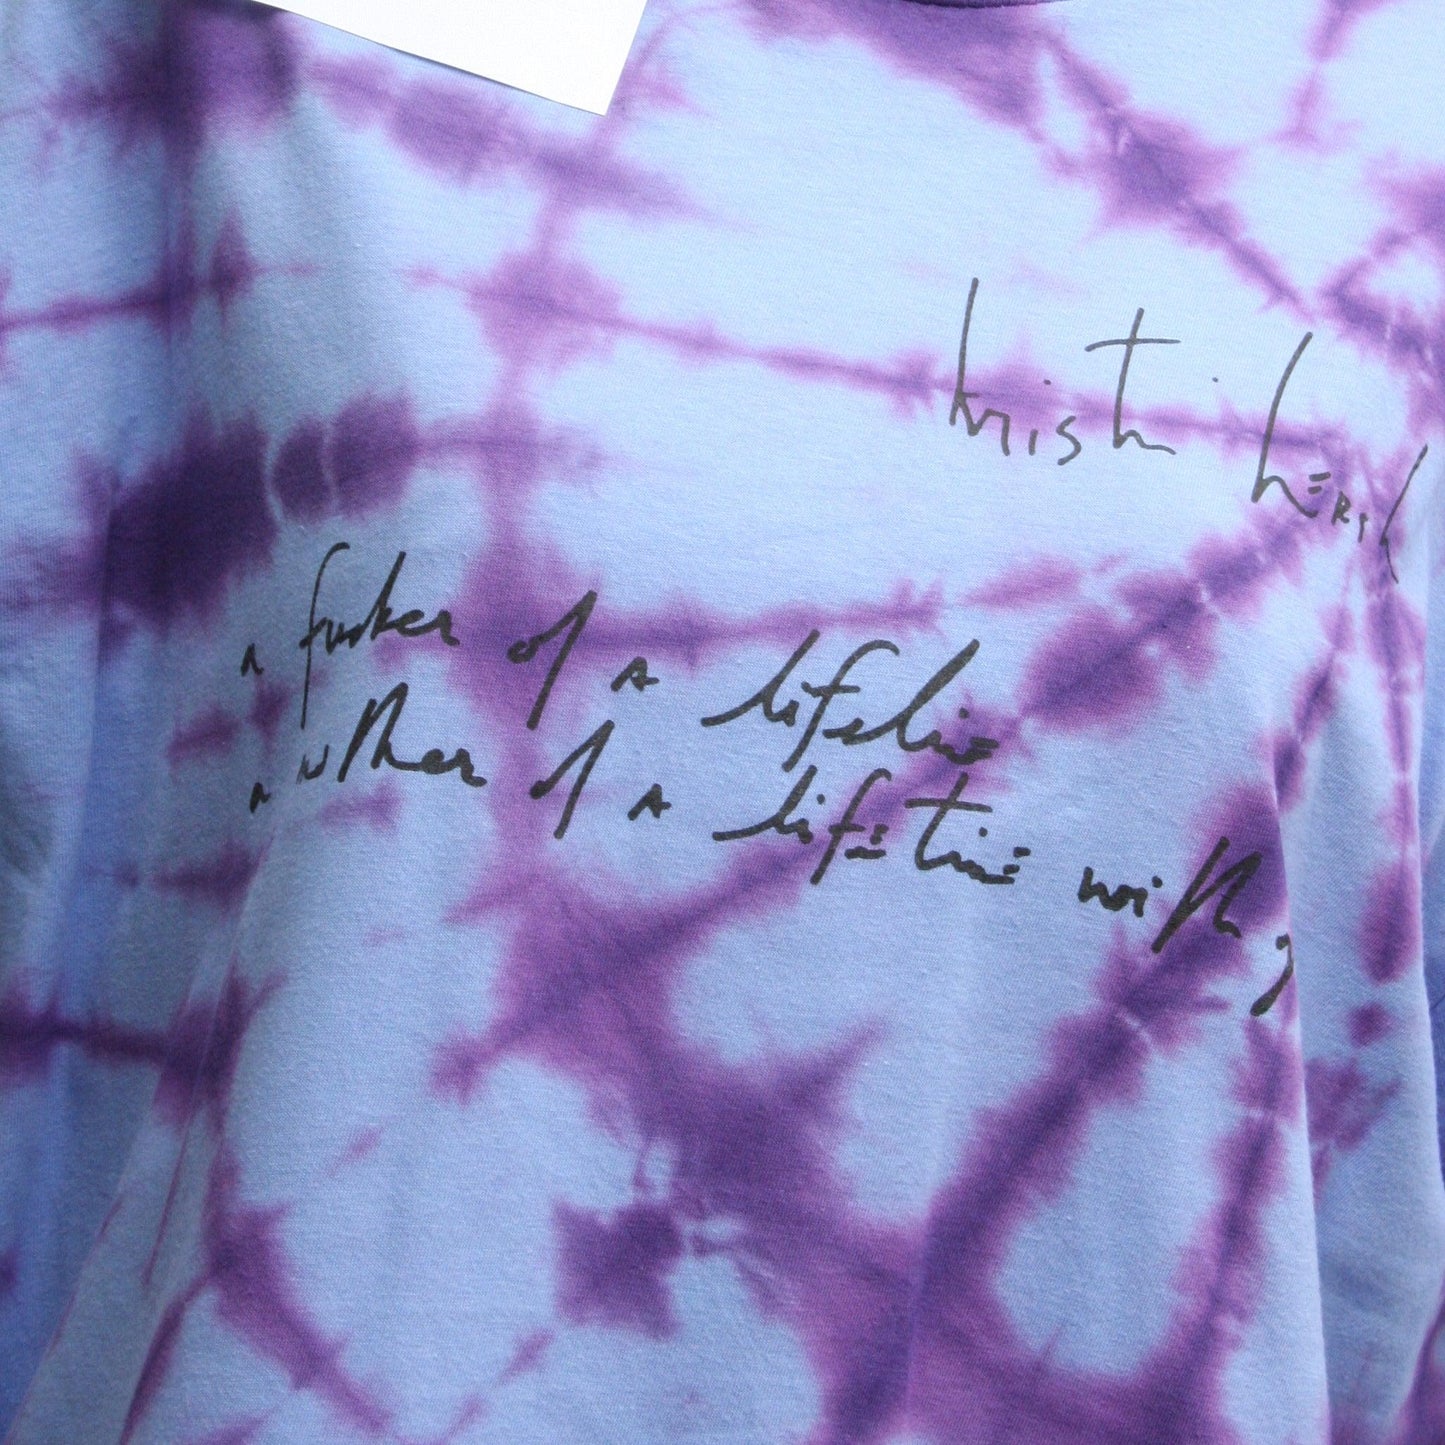 kristin hersh
a fucker of a lifeline
a mother of a lifetime with